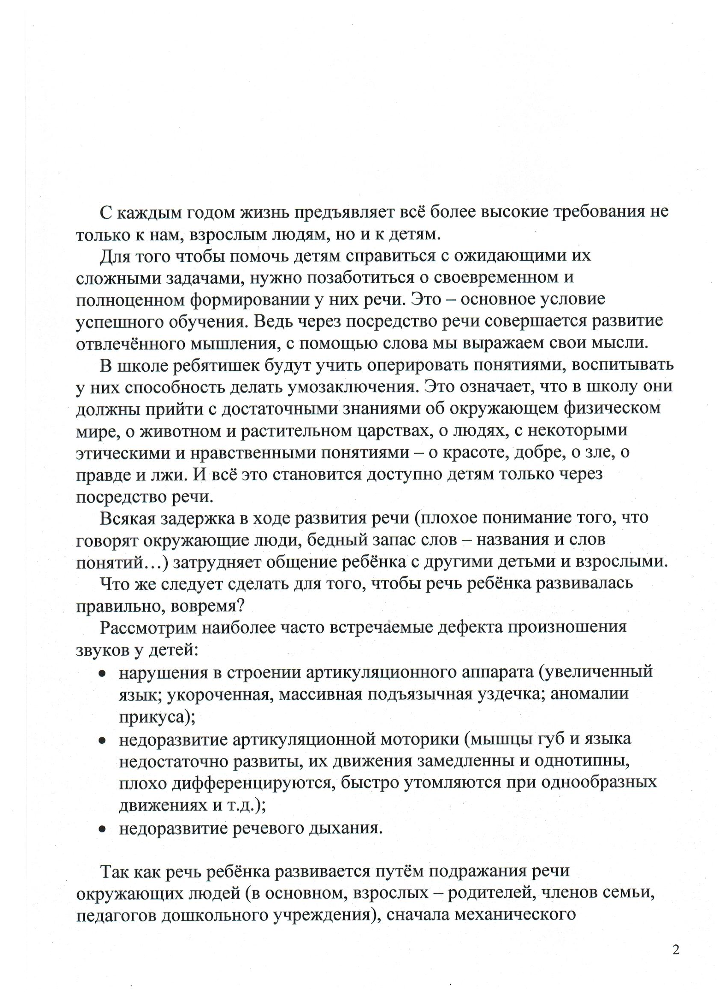 С каждым годом жизнь предъявляет всё более высокие требования не
только к нам, взрослым людям, но и к детям.
Для того чтобы помочь детям справиться с ожидающими их
сложными задачами, нужно позаботиться о своевременном и
полноценном формировании у них речи. Это – основное условие
успешного обучения. Ведь через посредство речи совершается развитие
отвлечённого мышления, с помощью слова мы выражаем свои мысли.
В школе ребятишек будут учить оперировать понятиями, воспитывать
у них способность делать умозаключения. Это означает, что в школу они
должны прийти с достаточными знаниями об окружающем физическом
мире, о животном и растительном царствах, о людях, с некоторыми
этическими и нравственными понятиями – о красоте, добре, о зле, о
правде и лжи. И всё это становится доступно детям только через
посредство речи.
Всякая задержка в ходе развития речи (плохое понимание того, что
говорят окружающие люди, бедный запас слов – названия и слов
понятий…) затрудняет общение ребёнка с другими детьми и взрослыми.
Что же следует сделать для того, чтобы речь ребёнка развивалась
правильно, вовремя?
Рассмотрим наиболее часто встречаемые дефекта произношения
звуков у детей:
• нарушения в строении артикуляционного аппарата (увеличенный
язык; укороченная, массивная подъязычная уздечка; аномалии
прикуса);
• недоразвитие артикуляционной моторики (мышцы губ и языка
недостаточно развиты, их движения замедленны и однотипны,
плохо дифференцируются, быстро утомляются при однообразных
движениях и т.д.);
• недоразвитие речевого дыхания.
Так как речь ребёнка развивается путём подражания речи
окружающих людей (в основном, взрослых – родителей, членов семьи,
педагогов дошкольного учреждения), сначала механического
2